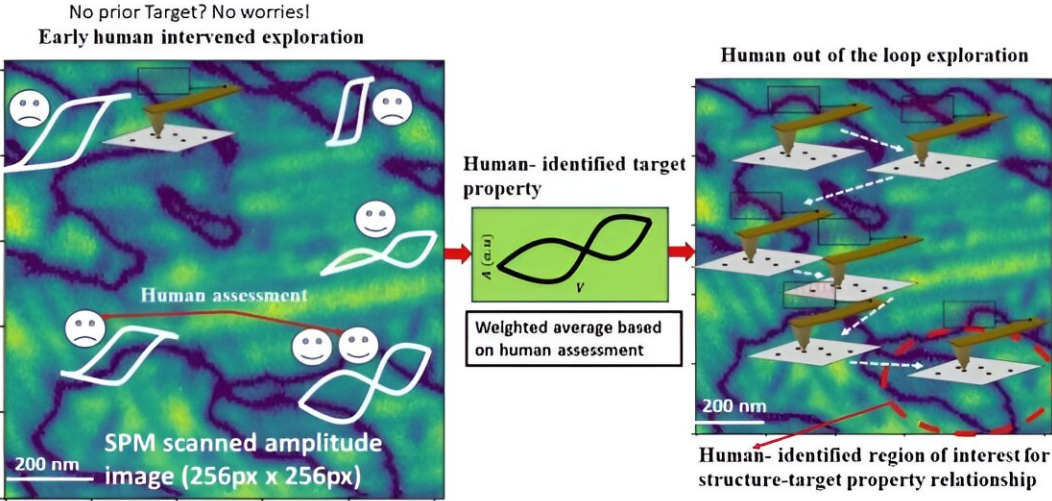 No prior Target? No worries!
Early human intervened exploration
Human assessment
SPM scanned amplitude
image (256px x 256px)
200 nm
Human- identified target
property
A (a.u)
V
Weighted average based
on human assessment
Human out of the loop exploration
200 nm
Human- identified region of interest for
structure-target property relationship